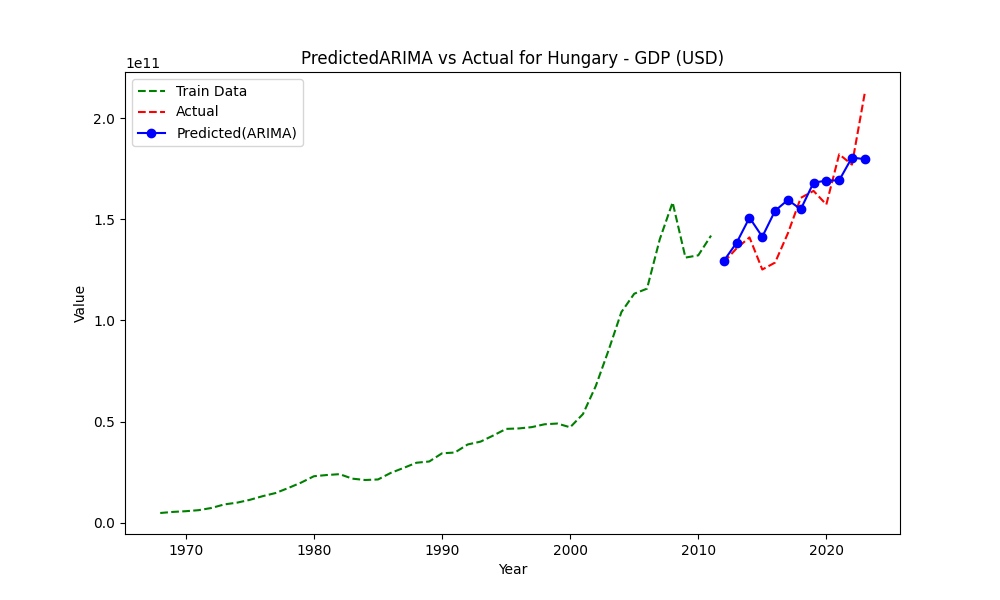 PredictedARIMA vs Actual for Hungary - GDP (USD)
1e11
Train Data
Actual
Predicted(ARIMA)
2.0
1.5
1.0
0.5
0.0
Value
1970 1980 1990 2000 2010 2020
Year